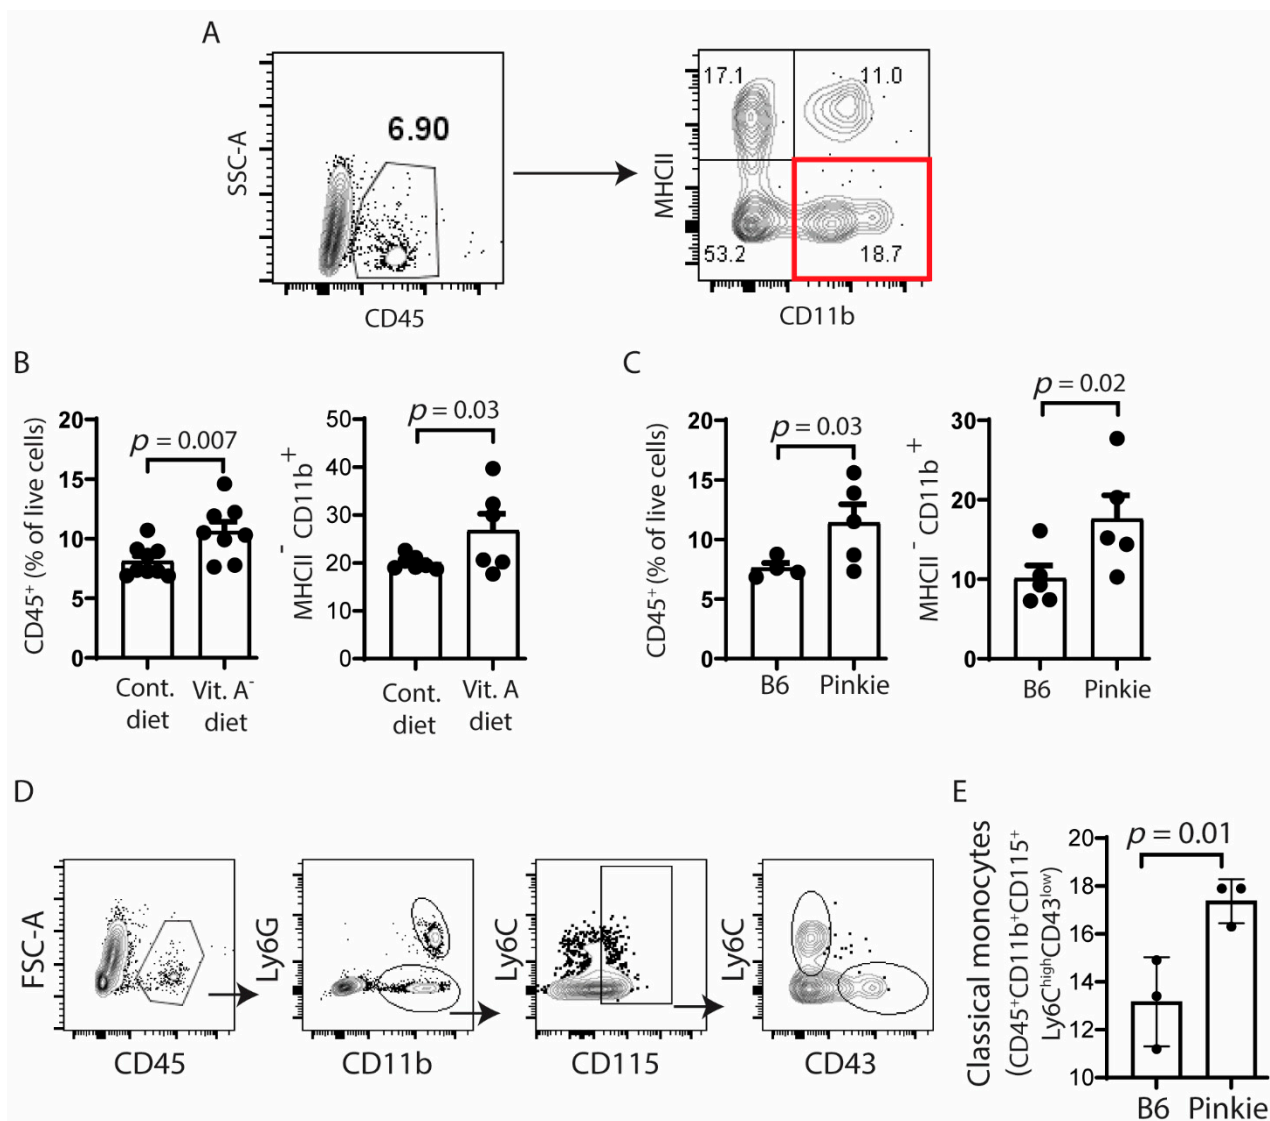 A
SSC-A
6.90
CD45
MHCII
17.1
11.0
53.2
18.7
CD11b
B
CD45⁺ (% of live cells)
20
15
10
5
0
p = 0.007
Cont.
diet
Vit. A⁻
diet
MHCII⁻ CD11b⁺
50
40
30
20
10
0
p = 0.03
Cont.
diet
Vit. A
diet
C
CD45⁺ (% of live cells)
20
15
10
5
0
p = 0.03
B6
Pinkie
MHCII⁻ CD11b⁺
30
20
10
0
p = 0.02
B6
Pinkie
D
FSC-A
CD45
Ly6G
CD11b
Ly6C
CD115
Ly6C
CD43
E
Classical monocytes
(CD45⁺CD11b⁺CD115⁺
Ly6Cʰⁱᵍʰ CD43ˡᵒʷ)
20
18
16
14
12
10
p = 0.01
B6
Pinkie